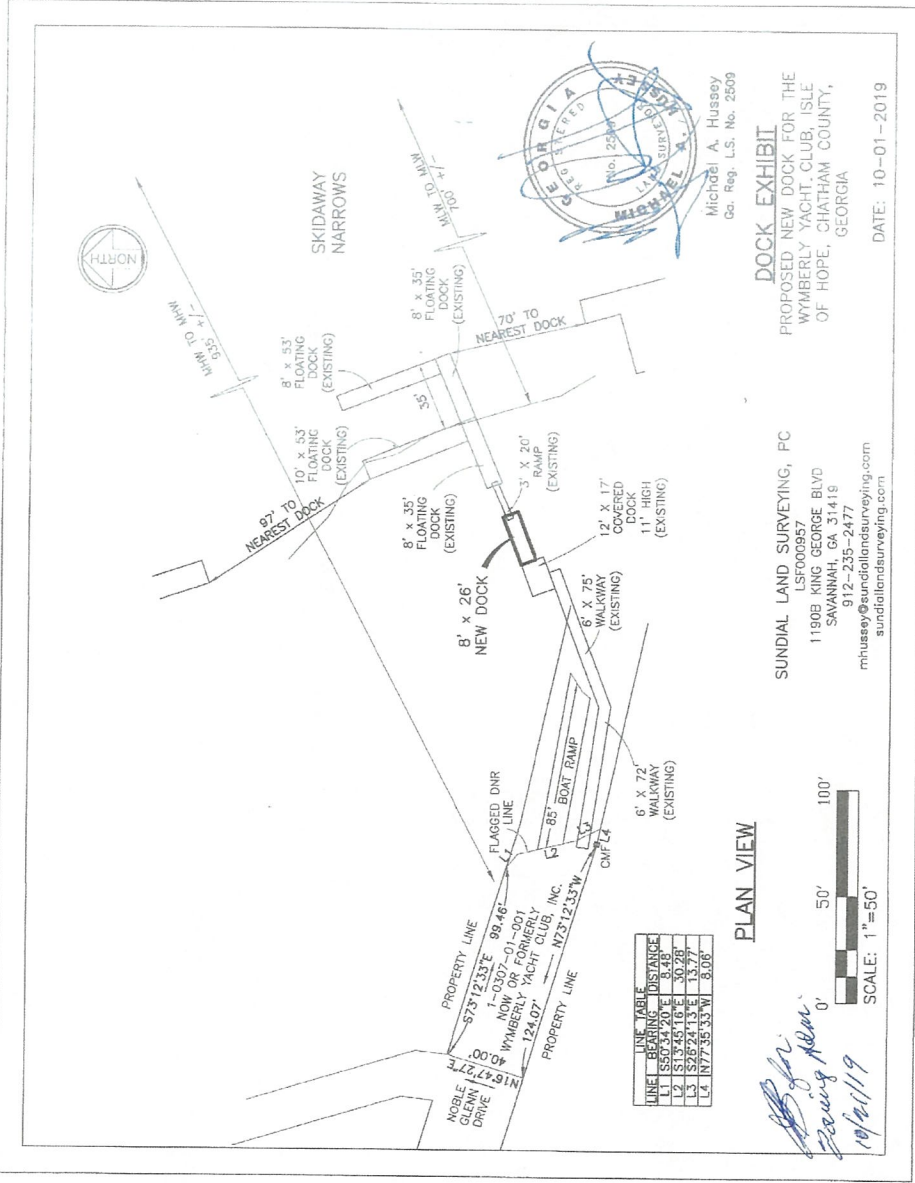 NORTH
SKIDAWAY
NARROWS
MHW TO MHW
935' +/-
MLW TO MLW
700' +/-
97' TO
NEAREST DOCK
10' x 53'
FLOATING
DOCK
(EXISTING)
8' x 53'
FLOATING
DOCK
(EXISTING)
35'
8' x 35'
FLOATING
DOCK
(EXISTING)
70' TO
NEAREST DOCK
8' x 35'
FLOATING
DOCK
(EXISTING)
3' X 20'
RAMP
(EXISTING)
8' x 26'
NEW DOCK
12' X 17'
COVERED
DOCK
11' HIGH
(EXISTING)
6' X 75'
WALKWAY
(EXISTING)
FLAGGED DNR
LINE
85'
BOAT RAMP
L1
L2
L3
CMF L4
6' X 72'
WALKWAY
(EXISTING)
PROPERTY LINE
S73°12'33"E 99.46'
1-0307-01-001
NOW OR FORMERLY
WYMBERLY YACHT CLUB, INC.
124.07' N73°12'33"W
PROPERTY LINE
N16°47'27"E
40.00'
NOBLE
GLENN
DRIVE
LINE TABLE
LINE BEARING DISTANCE
L1 S50°34'20"E 8.48'
L2 S13°45'16"E 30.28'
L3 S26°24'13"E 13.77'
L4 N77°35'33"W 8.06'
PLAN VIEW
0' 50' 100'
SCALE: 1"=50'
for
10/21/19
SUNDIAL LAND SURVEYING, PC
LSF000957
1190B KING GEORGE BLVD
SAVANNAH, GA 31419
912-235-2477
mhussey@sundiallandsurveying.com
sundiallandsurveying.com
GEORGIA
REGISTERED
No. 2509
LAND SURVEYOR
MICHAEL A. HUSSEY
Michael A. Hussey
Ga. Reg. L.S. No. 2509
DOCK EXHIBIT
PROPOSED NEW DOCK FOR THE
WYMBERLY YACHT CLUB, ISLE
OF HOPE, CHATHAM COUNTY,
GEORGIA
DATE: 10-01-2019